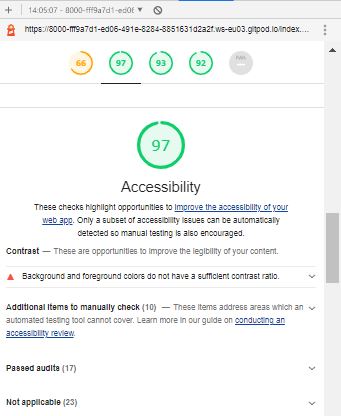 14:05:07 - 8000-fff9a7d1-ed06
https://8000-fff9a7d1-ed06-491e-8284-8851631d2a2f.ws-eu03.gitpod.io/index....
66 97 93 92
97
Accessibility
These checks highlight opportunities to improve the accessibility of your
web app. Only a subset of accessibility issues can be automatically
detected so manual testing is also encouraged.
Contrast — These are opportunities to improve the legibility of your content.
Background and foreground colors do not have a sufficient contrast ratio.
Additional items to manually check (10) — These items address areas which an
automated testing tool cannot cover. Learn more in our guide on conducting an
accessibility review.
Passed audits (17)
Not applicable (23)